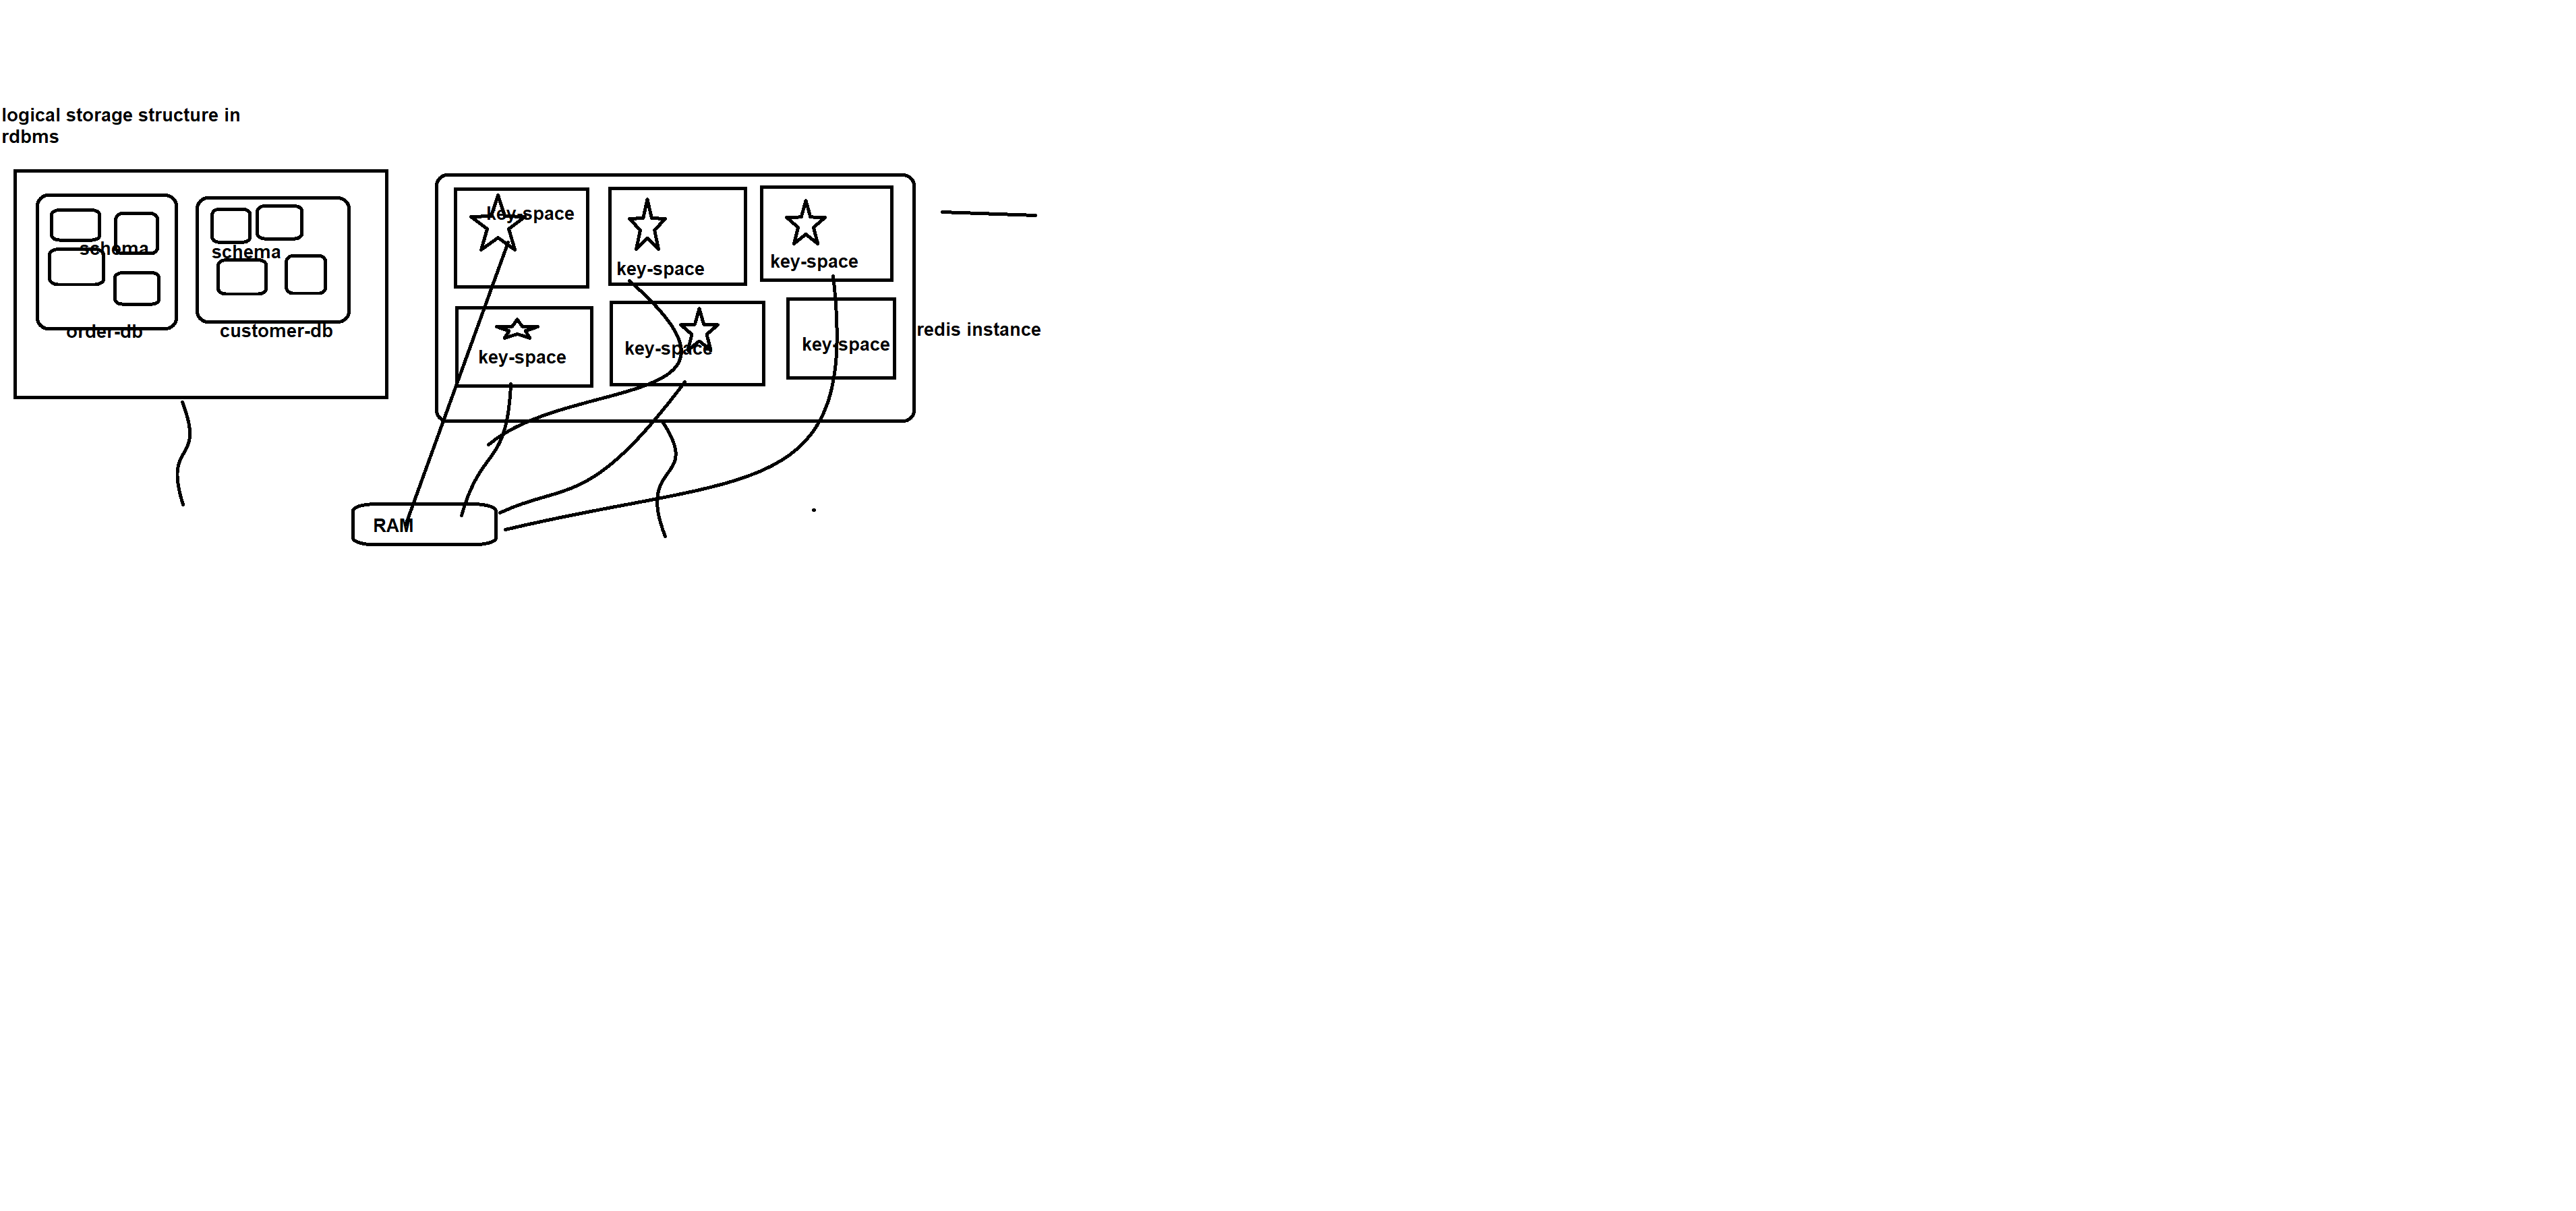 logical storage structure in
rdbms
schema
schema
order-db
customer-db
key-space
key-space
key-space
key-space
key-space
key-space
redis instance
RAM